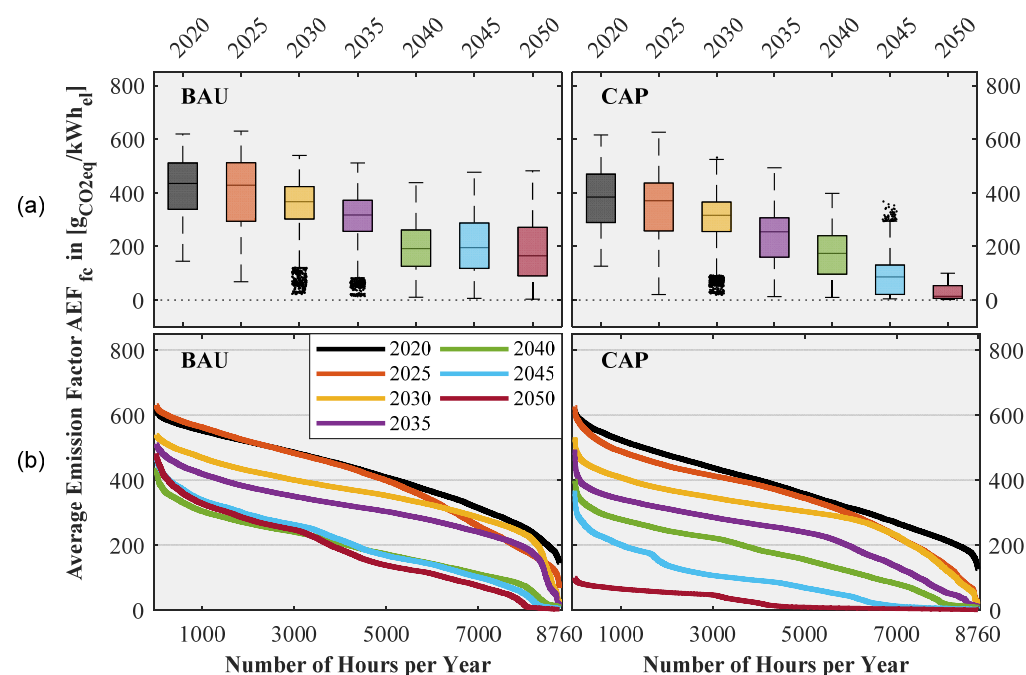 2020 2025 2030 2035 2040 2045 2050 2020 2025 2030 2035 2040 2045 2050
Average Emission Factor AEF fc in [gCO2eq/kWhel]
(a)
800 BAU CAP 800
600 600
400 400
200 200
0 0
(b)
800 BAU CAP 800
2020 2040
2025 2045
2030 2050
2035
600 600
400 400
200 200
0 0
1000 3000 5000 7000 8760 1000 3000 5000 7000 8760
Number of Hours per Year Number of Hours per Year